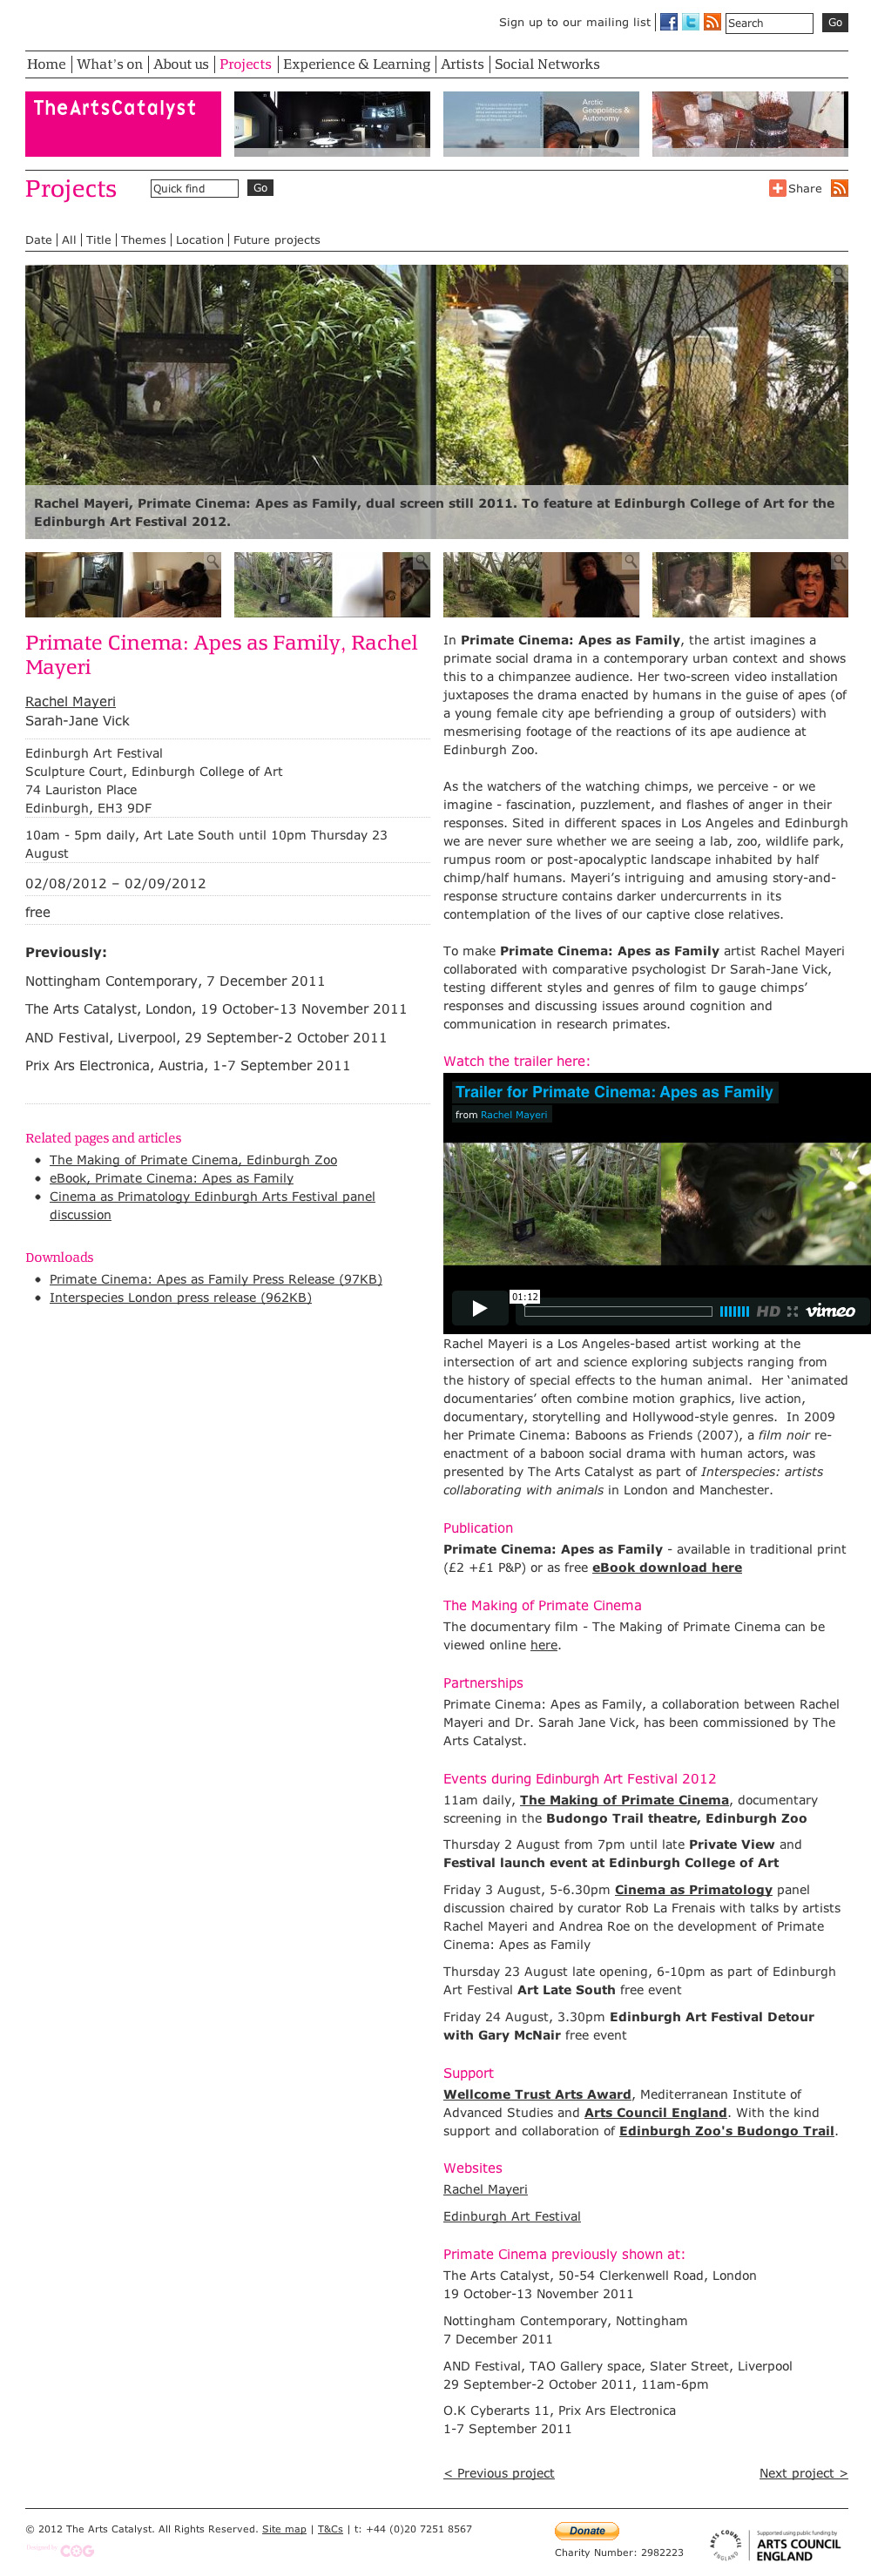 Sign up to our mailing list
Search
Go
Home
What's on
About us
Projects
Experience & Learning
Artists
Social Networks
TheArtsCatalyst
Arctic
Geopolitics &
Autonomy
Projects
Quick find
Go
Share
Date
All
Title
Themes
Location
Future projects
Rachel Mayeri, Primate Cinema: Apes as Family, dual screen still 2011. To feature at Edinburgh College of Art for the
Edinburgh Art Festival 2012.
Primate Cinema: Apes as Family, Rachel
Mayeri
Rachel Mayeri
Sarah-Jane Vick
Edinburgh Art Festival
Sculpture Court, Edinburgh College of Art
74 Lauriston Place
Edinburgh, EH3 9DF
10am - 5pm daily, Art Late South until 10pm Thursday 23
August
02/08/2012 – 02/09/2012
free
Previously:
Nottingham Contemporary, 7 December 2011
The Arts Catalyst, London, 19 October-13 November 2011
AND Festival, Liverpool, 29 September-2 October 2011
Prix Ars Electronica, Austria, 1-7 September 2011
Related pages and articles
The Making of Primate Cinema, Edinburgh Zoo
eBook, Primate Cinema: Apes as Family
Cinema as Primatology Edinburgh Arts Festival panel
discussion
Downloads
Primate Cinema: Apes as Family Press Release (97KB)
Interspecies London press release (962KB)
In Primate Cinema: Apes as Family, the artist imagines a
primate social drama in a contemporary urban context and shows
this to a chimpanzee audience. Her two-screen video installation
juxtaposes the drama enacted by humans in the guise of apes (of
a young female city ape befriending a group of outsiders) with
mesmerising footage of the reactions of its ape audience at
Edinburgh Zoo.
As the watchers of the watching chimps, we perceive - or we
imagine - fascination, puzzlement, and flashes of anger in their
responses. Sited in different spaces in Los Angeles and Edinburgh
we are never sure whether we are seeing a lab, zoo, wildlife park,
rumpus room or post-apocalyptic landscape inhabited by half
chimp/half humans. Mayeri's intriguing and amusing story-and-
response structure contains darker undercurrents in its
contemplation of the lives of our captive close relatives.
To make Primate Cinema: Apes as Family artist Rachel Mayeri
collaborated with comparative psychologist Dr Sarah-Jane Vick,
testing different styles and genres of film to gauge chimps'
responses and discussing issues around cognition and
communication in research primates.
Watch the trailer here:
Trailer for Primate Cinema: Apes as Family
from Rachel Mayeri
01:12
HD
vimeo
Rachel Mayeri is a Los Angeles-based artist working at the
intersection of art and science exploring subjects ranging from
the history of special effects to the human animal.  Her 'animated
documentaries' often combine motion graphics, live action,
documentary, storytelling and Hollywood-style genres.  In 2009
her Primate Cinema: Baboons as Friends (2007), a film noir re-
enactment of a baboon social drama with human actors, was
presented by The Arts Catalyst as part of Interspecies: artists
collaborating with animals in London and Manchester.
Publication
Primate Cinema: Apes as Family - available in traditional print
(£2 +£1 P&P) or as free eBook download here
The Making of Primate Cinema
The documentary film - The Making of Primate Cinema can be
viewed online here.
Partnerships
Primate Cinema: Apes as Family, a collaboration between Rachel
Mayeri and Dr. Sarah Jane Vick, has been commissioned by The
Arts Catalyst.
Events during Edinburgh Art Festival 2012
11am daily, The Making of Primate Cinema, documentary
screening in the Budongo Trail theatre, Edinburgh Zoo
Thursday 2 August from 7pm until late Private View and
Festival launch event at Edinburgh College of Art
Friday 3 August, 5-6.30pm Cinema as Primatology panel
discussion chaired by curator Rob La Frenais with talks by artists
Rachel Mayeri and Andrea Roe on the development of Primate
Cinema: Apes as Family
Thursday 23 August late opening, 6-10pm as part of Edinburgh
Art Festival Art Late South free event
Friday 24 August, 3.30pm Edinburgh Art Festival Detour
with Gary McNair free event
Support
Wellcome Trust Arts Award, Mediterranean Institute of
Advanced Studies and Arts Council England. With the kind
support and collaboration of Edinburgh Zoo's Budongo Trail.
Websites
Rachel Mayeri
Edinburgh Art Festival
Primate Cinema previously shown at:
The Arts Catalyst, 50-54 Clerkenwell Road, London
19 October-13 November 2011
Nottingham Contemporary, Nottingham
7 December 2011
AND Festival, TAO Gallery space, Slater Street, Liverpool
29 September-2 October 2011, 11am-6pm
O.K Cyberarts 11, Prix Ars Electronica
1-7 September 2011
< Previous project
Next project >
© 2012 The Arts Catalyst. All Rights Reserved. Site map | T&Cs | t: +44 (0)20 7251 8567
Designed by COG
Donate
Charity Number: 2982223
Supported using public funding by
ARTS COUNCIL
ENGLAND